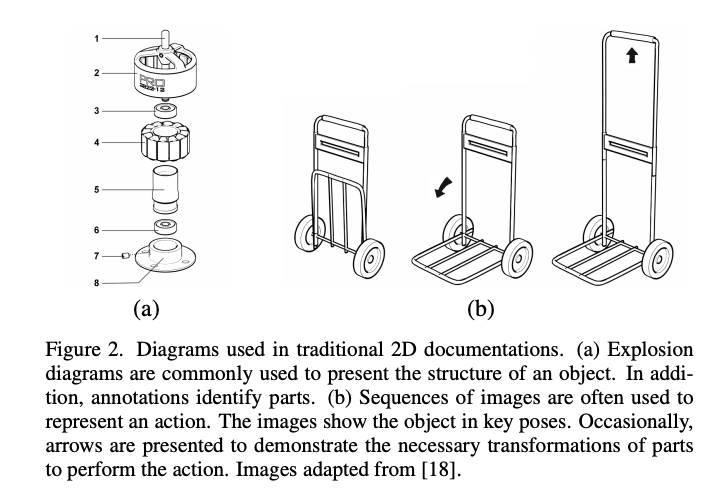 1
2
PRO
3
4
5
6
7
8
(a)
(b)
Figure 2. Diagrams used in traditional 2D documentations. (a) Explosion
diagrams are commonly used to present the structure of an object. In addi-
tion, annotations identify parts. (b) Sequences of images are often used to
represent an action. The images show the object in key poses. Occasionally,
arrows are presented to demonstrate the necessary transformations of parts
to perform the action. Images adapted from [18].